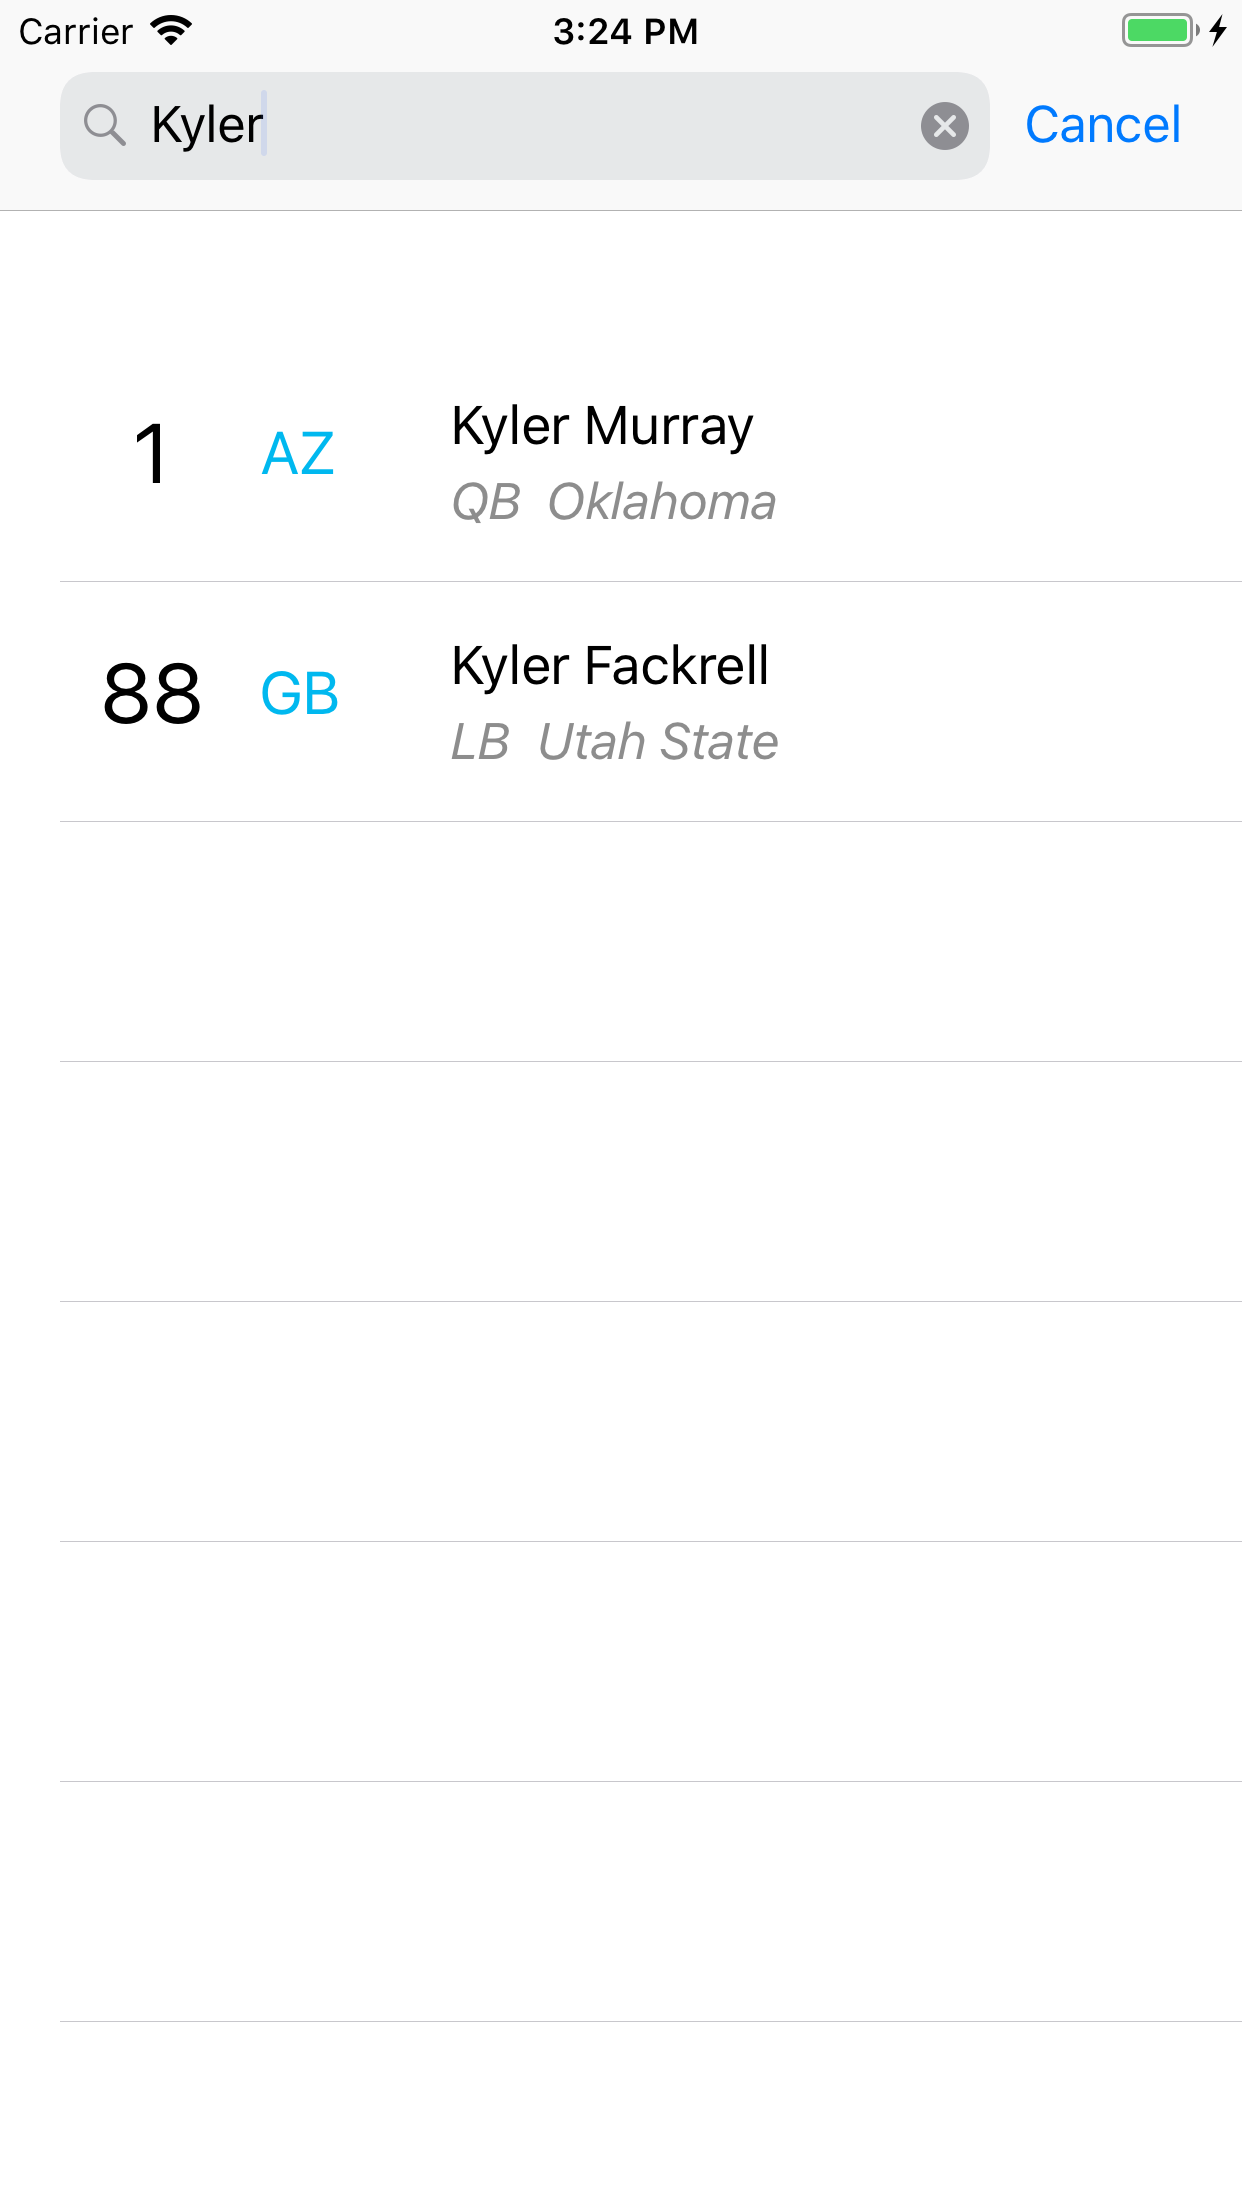 Carrier 3:24 PM
Kyler Cancel
1 AZ Kyler Murray
QB Oklahoma
88 GB Kyler Fackrell
LB Utah State